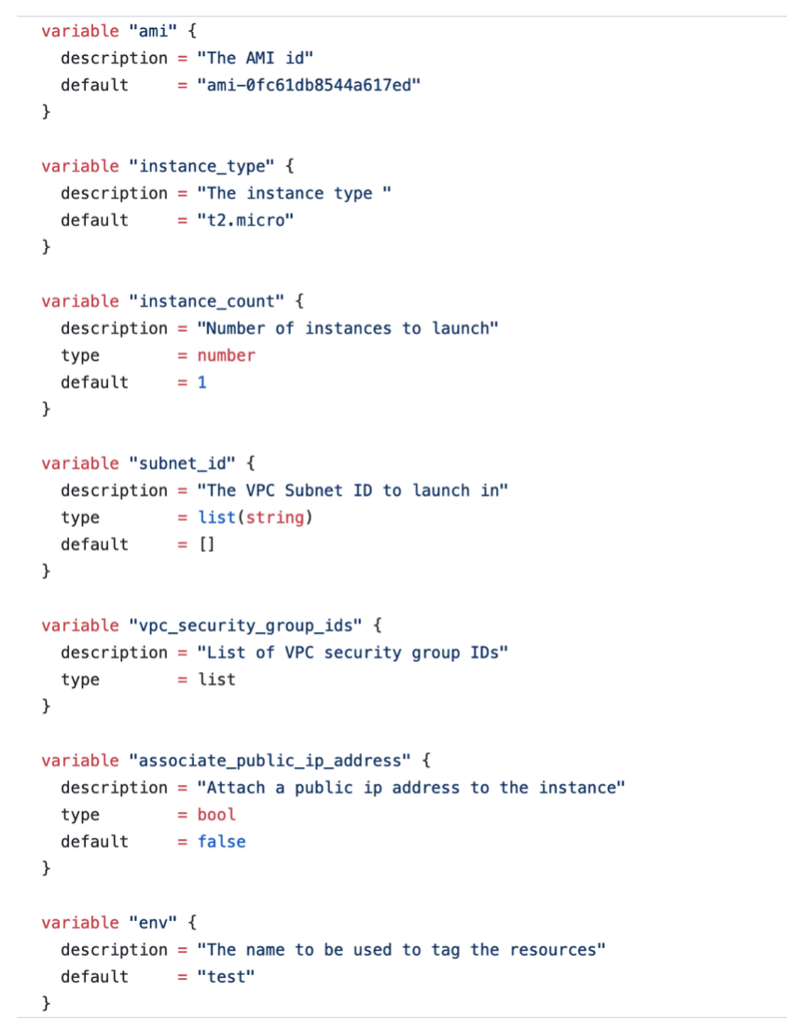 variable "ami" {
  description = "The AMI id"
  default     = "ami-0fc61db8544a617ed"
}

variable "instance_type" {
  description = "The instance type "
  default     = "t2.micro"
}

variable "instance_count" {
  description = "Number of instances to launch"
  type        = number
  default     = 1
}

variable "subnet_id" {
  description = "The VPC Subnet ID to launch in"
  type        = list(string)
  default     = []
}

variable "vpc_security_group_ids" {
  description = "List of VPC security group IDs"
  type        = list
}

variable "associate_public_ip_address" {
  description = "Attach a public ip address to the instance"
  type        = bool
  default     = false
}

variable "env" {
  description = "The name to be used to tag the resources"
  default     = "test"
}